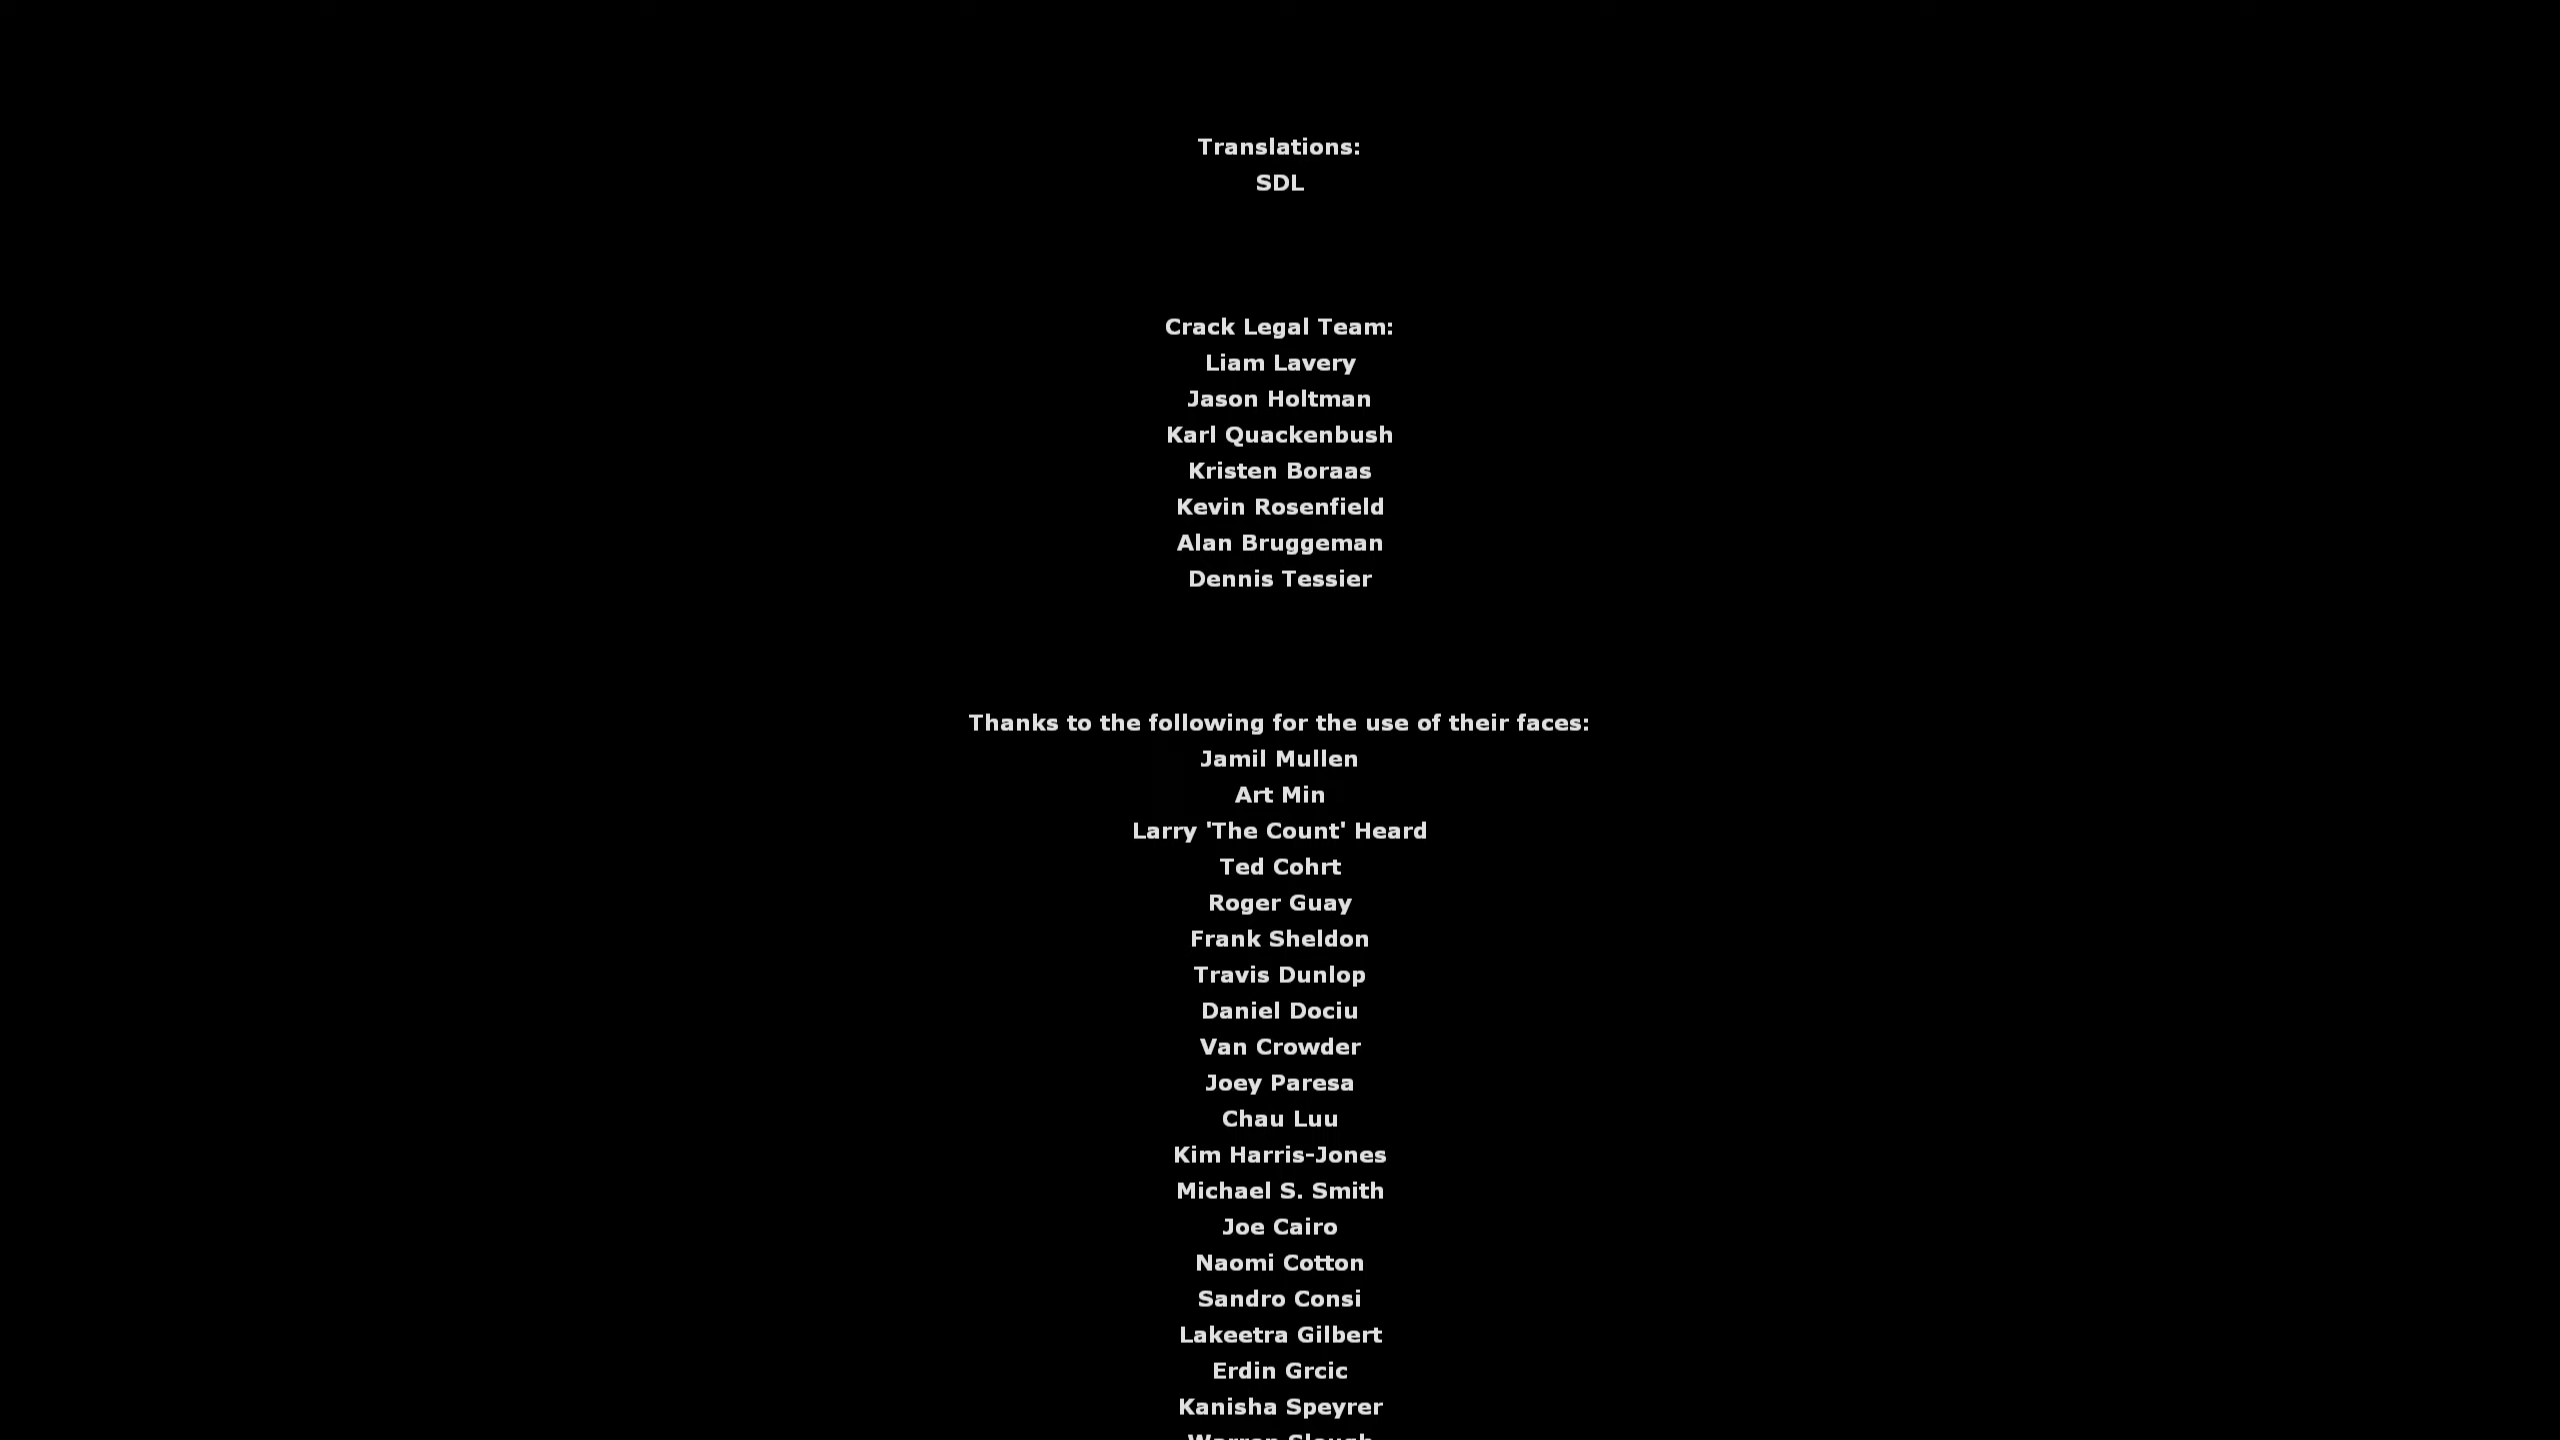 Translations:
SDL
Crack Legal Team:
Liam Lavery
Jason Holtman
Karl Quackenbush
Kristen Boraas
Kevin Rosenfield
Alan Bruggeman
Dennis Tessier
Thanks to the following for the use of their faces:
Jamil Mullen
Art Min
Larry 'The Count' Heard
Ted Cohrt
Roger Guay
Frank Sheldon
Travis Dunlop
Daniel Dociu
Van Crowder
Joey Paresa
Chau Luu
Kim Harris-Jones
Michael S. Smith
Joe Cairo
Naomi Cotton
Sandro Consi
Lakeetra Gilbert
Erdin Grcic
Kanisha Speyrer